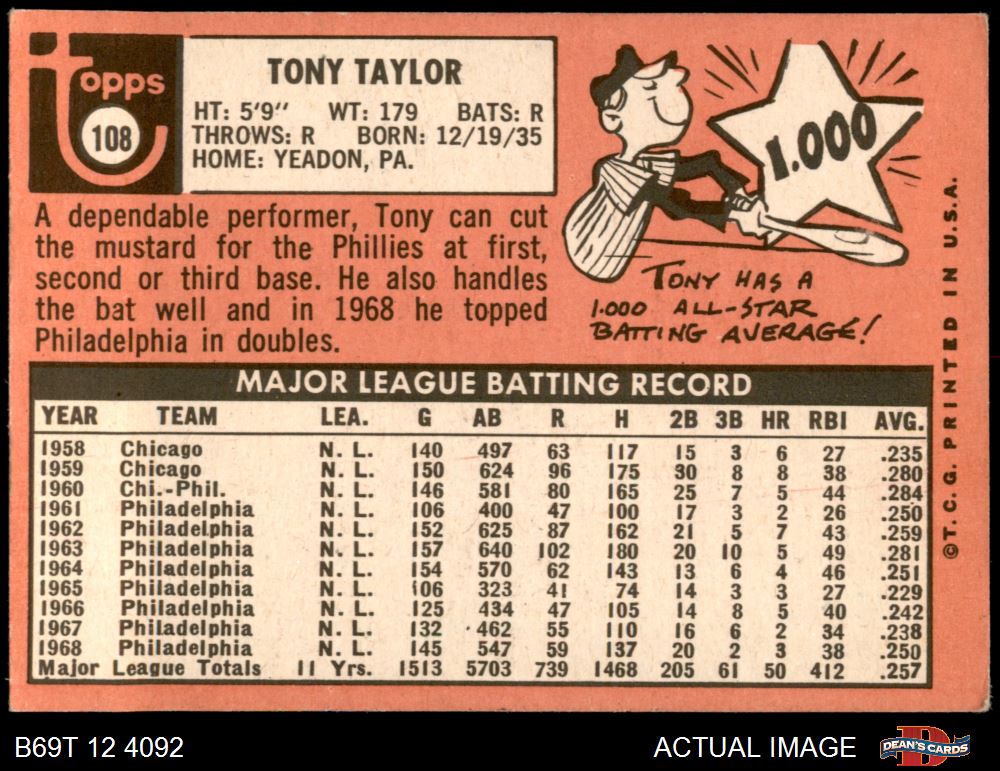 Topps
108
TONY TAYLOR
HT: 5'9" WT: 179 BATS: R
THROWS: R BORN: 12/19/35
HOME: YEADON, PA.
A dependable performer, Tony can cut
the mustard for the Phillies at first,
second or third base. He also handles
the bat well and in 1968 he topped
Philadelphia in doubles.
1.000
TONY HAS A
1.000 ALL-STAR
BATTING AVERAGE!
©T. C. G. PRINTED IN U.S.A.
MAJOR LEAGUE BATTING RECORD
YEAR TEAM LEA. G AB R H 2B 3B HR RBI AVG.
1958 Chicago N. L. 140 497 63 117 15 3 6 27 .235
1959 Chicago N. L. 150 624 96 175 30 8 8 38 .280
1960 Chi.-Phil. N. L. 146 581 80 165 25 7 5 44 .284
1961 Philadelphia N. L. 106 400 47 100 17 3 2 26 .250
1962 Philadelphia N. L. 152 625 87 162 21 5 7 43 .259
1963 Philadelphia N. L. 157 640 102 180 20 10 5 49 .281
1964 Philadelphia N. L. 154 570 62 143 13 6 4 46 .251
1965 Philadelphia N. L. 106 323 41 74 14 3 3 27 .229
1966 Philadelphia N. L. 125 434 47 105 14 8 5 40 .242
1967 Philadelphia N. L. 132 462 55 110 16 6 2 34 .238
1968 Philadelphia N. L. 145 547 59 137 20 2 3 38 .250
Major League Totals 11 Yrs. 1513 5703 739 1468 205 61 50 412 .257
B69T 12 4092
ACTUAL IMAGE
DEAN'S CARDS